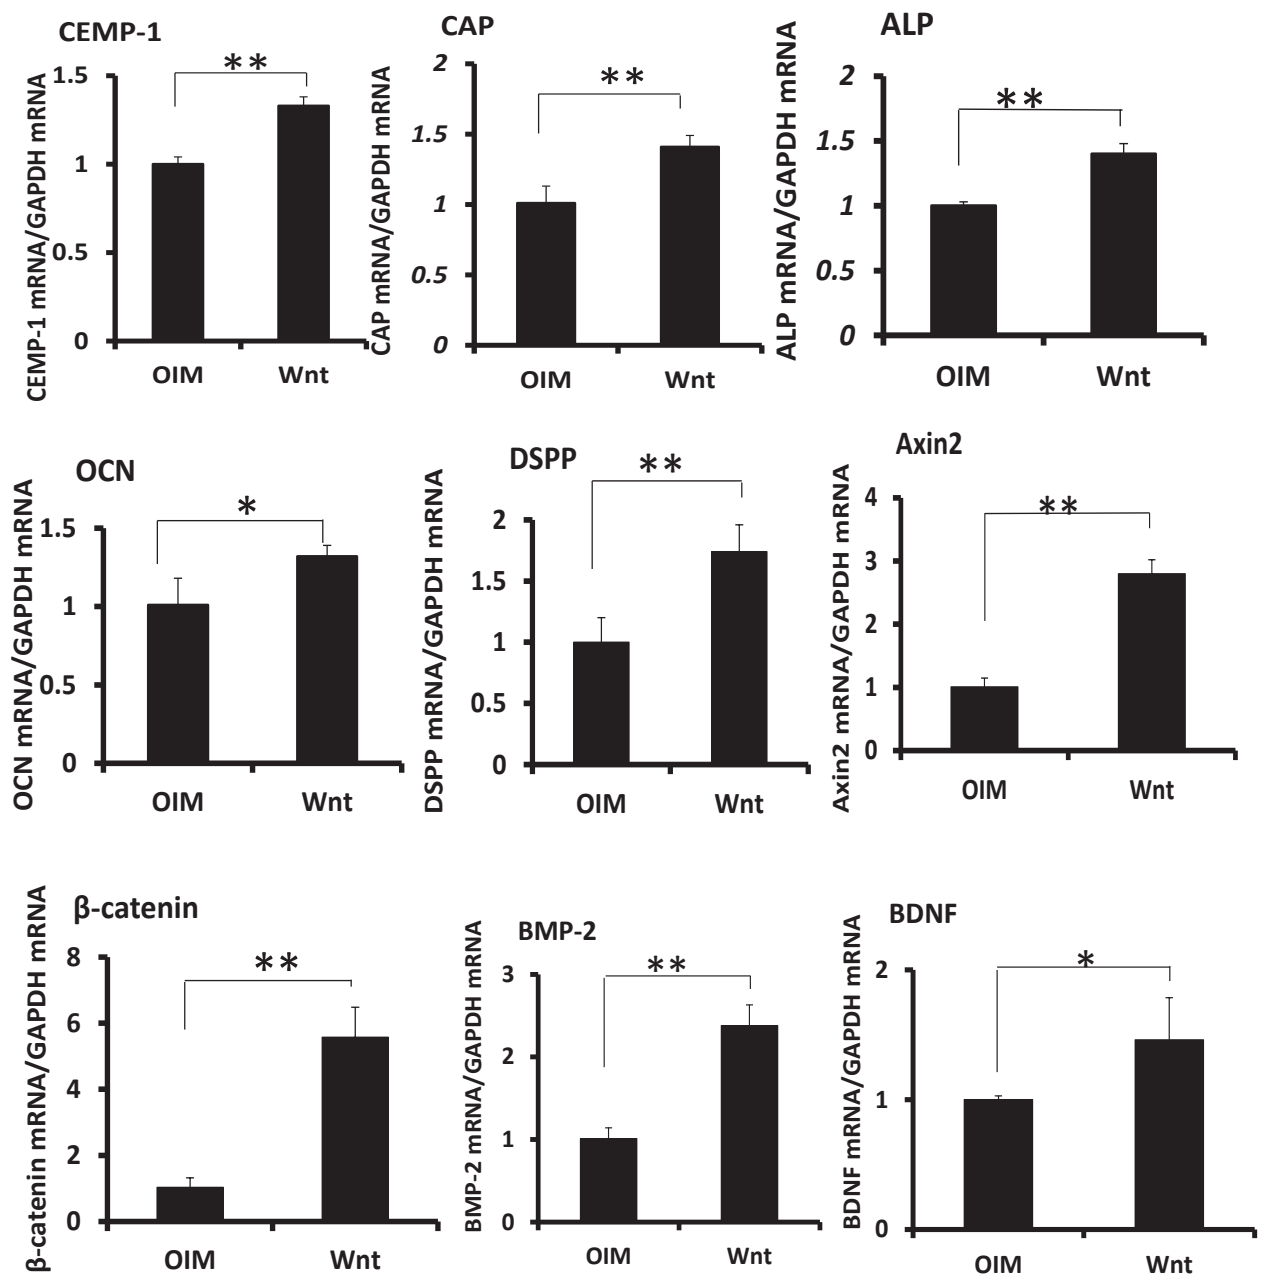 CEMP-1
CEMP-1 mRNA/GAPDH mRNA
1.5
1
0.5
0
**
OIM Wnt
CAP
CAP mRNA/GAPDH mRNA
2
1.5
1
0.5
0
**
OIM Wnt
ALP
ALP mRNA/GAPDH mRNA
2
1.5
1
0.5
0
**
OIM Wnt
OCN
OCN mRNA/GAPDH mRNA
1.5
1
0.5
0
*
OIM Wnt
DSPP
DSPP mRNA/GAPDH mRNA
2
1.5
1
0.5
0
**
OIM Wnt
Axin2
Axin2 mRNA/GAPDH mRNA
4
3
2
1
0
**
OIM Wnt
β-catenin
β-catenin mRNA/GAPDH mRNA
8
6
4
2
0
**
OIM Wnt
BMP-2
BMP-2 mRNA/GAPDH mRNA
3
2
1
0
**
OIM Wnt
BDNF
BDNF mRNA/GAPDH mRNA
2
1
0
*
OIM Wnt